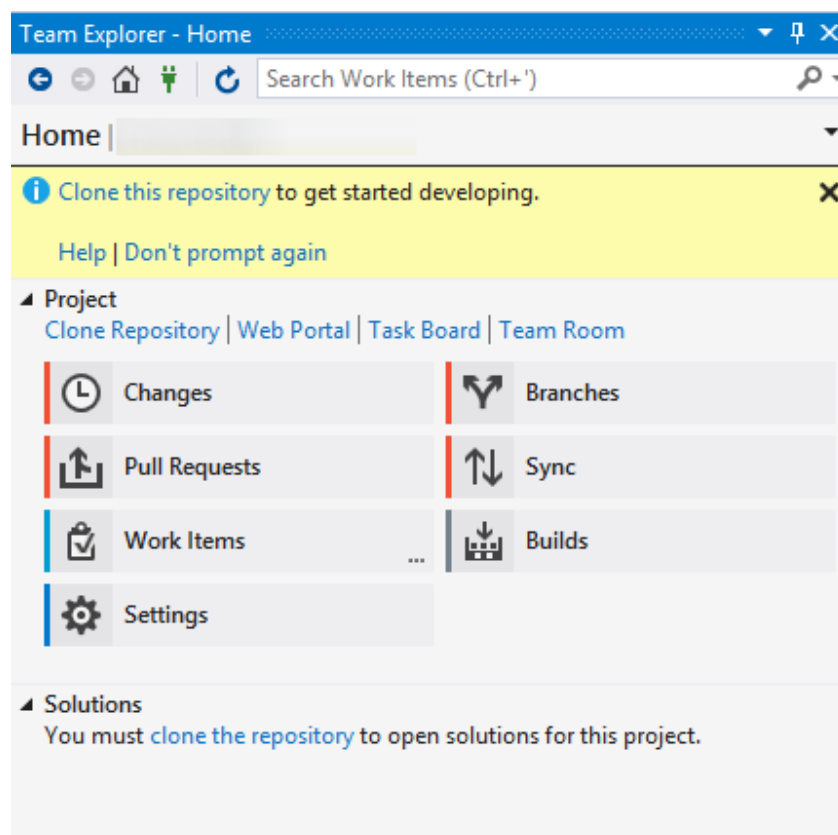 Team Explorer - Home
Search Work Items (Ctrl+')
Home |
Clone this repository to get started developing.
Help | Don't prompt again
Project
Clone Repository | Web Portal | Task Board | Team Room
Changes
Branches
Pull Requests
Sync
Work Items
...
Builds
Settings
Solutions
You must clone the repository to open solutions for this project.